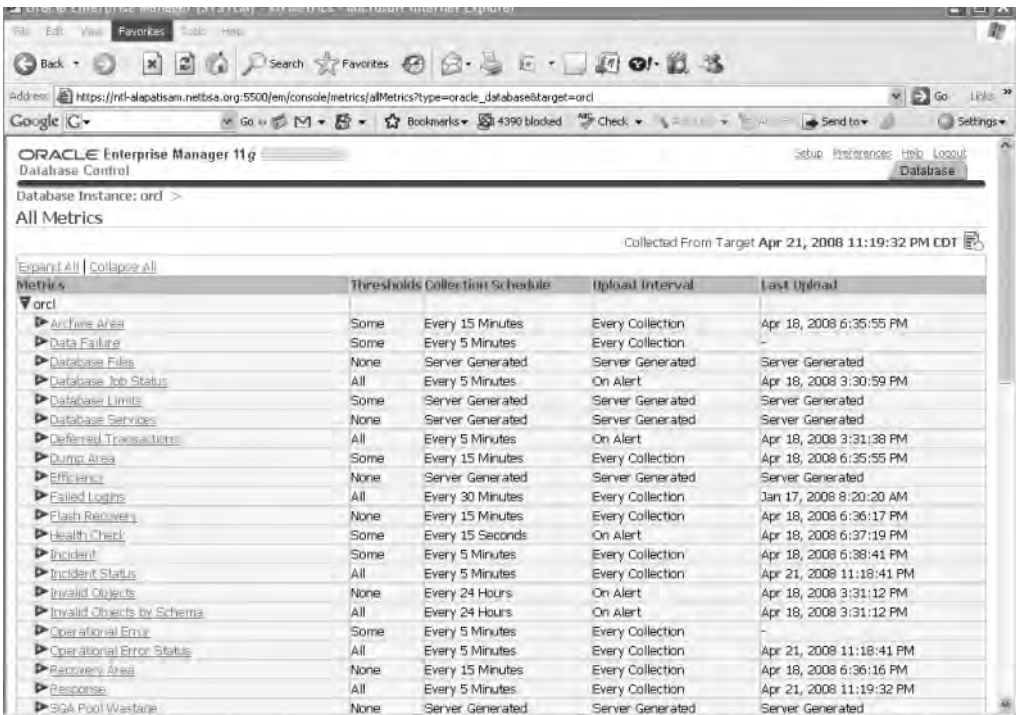 Oracle Enterprise Manager (SYSTEM) - All Metrics - Microsoft Internet Explorer
File Edit View Favorites Tools Help
Back Search Favorites
Address https://ntl-alapatisam.netbsa.org:5500/em/console/metrics/allMetrics?type=oracle_database&target=orcl Go Links
Google G Go Bookmarks 4390 blocked Check Send to Settings
ORACLE Enterprise Manager 11g Setup Preferences Help Logout
Database Control Database
Database Instance: orcl >
All Metrics
Collected From Target Apr 21, 2008 11:19:32 PM CDT
Expand All | Collapse All
Metrics Thresholds Collection Schedule Upload Interval Last Upload
orcl
Archive Area Some Every 15 Minutes Every Collection Apr 18, 2008 6:35:55 PM
Data Failure Some Every 5 Minutes Every Collection -
Database Files None Server Generated Server Generated Server Generated
Database Job Status All Every 5 Minutes On Alert Apr 18, 2008 3:30:59 PM
Database Limits Some Server Generated Server Generated Server Generated
Database Services None Server Generated Server Generated Server Generated
Deferred Transactions All Every 5 Minutes On Alert Apr 18, 2008 3:31:38 PM
Dump Area Some Every 15 Minutes Every Collection Apr 18, 2008 6:35:55 PM
Efficiency None Server Generated Server Generated Server Generated
Failed Logins All Every 30 Minutes Every Collection Jan 17, 2008 8:20:20 AM
Flash Recovery None Every 15 Minutes Every Collection Apr 18, 2008 6:36:17 PM
Health Check Some Every 15 Seconds On Alert Apr 18, 2008 6:37:19 PM
Incident Some Every 5 Minutes Every Collection Apr 18, 2008 6:38:41 PM
Incident Status All Every 5 Minutes Every Collection Apr 21, 2008 11:18:41 PM
Invalid Objects None Every 24 Hours On Alert Apr 18, 2008 3:31:12 PM
Invalid Objects by Schema All Every 24 Hours On Alert Apr 18, 2008 3:31:12 PM
Operational Error Some Every 5 Minutes Every Collection -
Operational Error Status All Every 5 Minutes Every Collection Apr 21, 2008 11:18:41 PM
Recovery Area None Every 15 Minutes Every Collection Apr 18, 2008 6:36:16 PM
Response All Every 5 Minutes Every Collection Apr 21, 2008 11:19:32 PM
SGA Pool Wastage None Server Generated Server Generated Server Generated